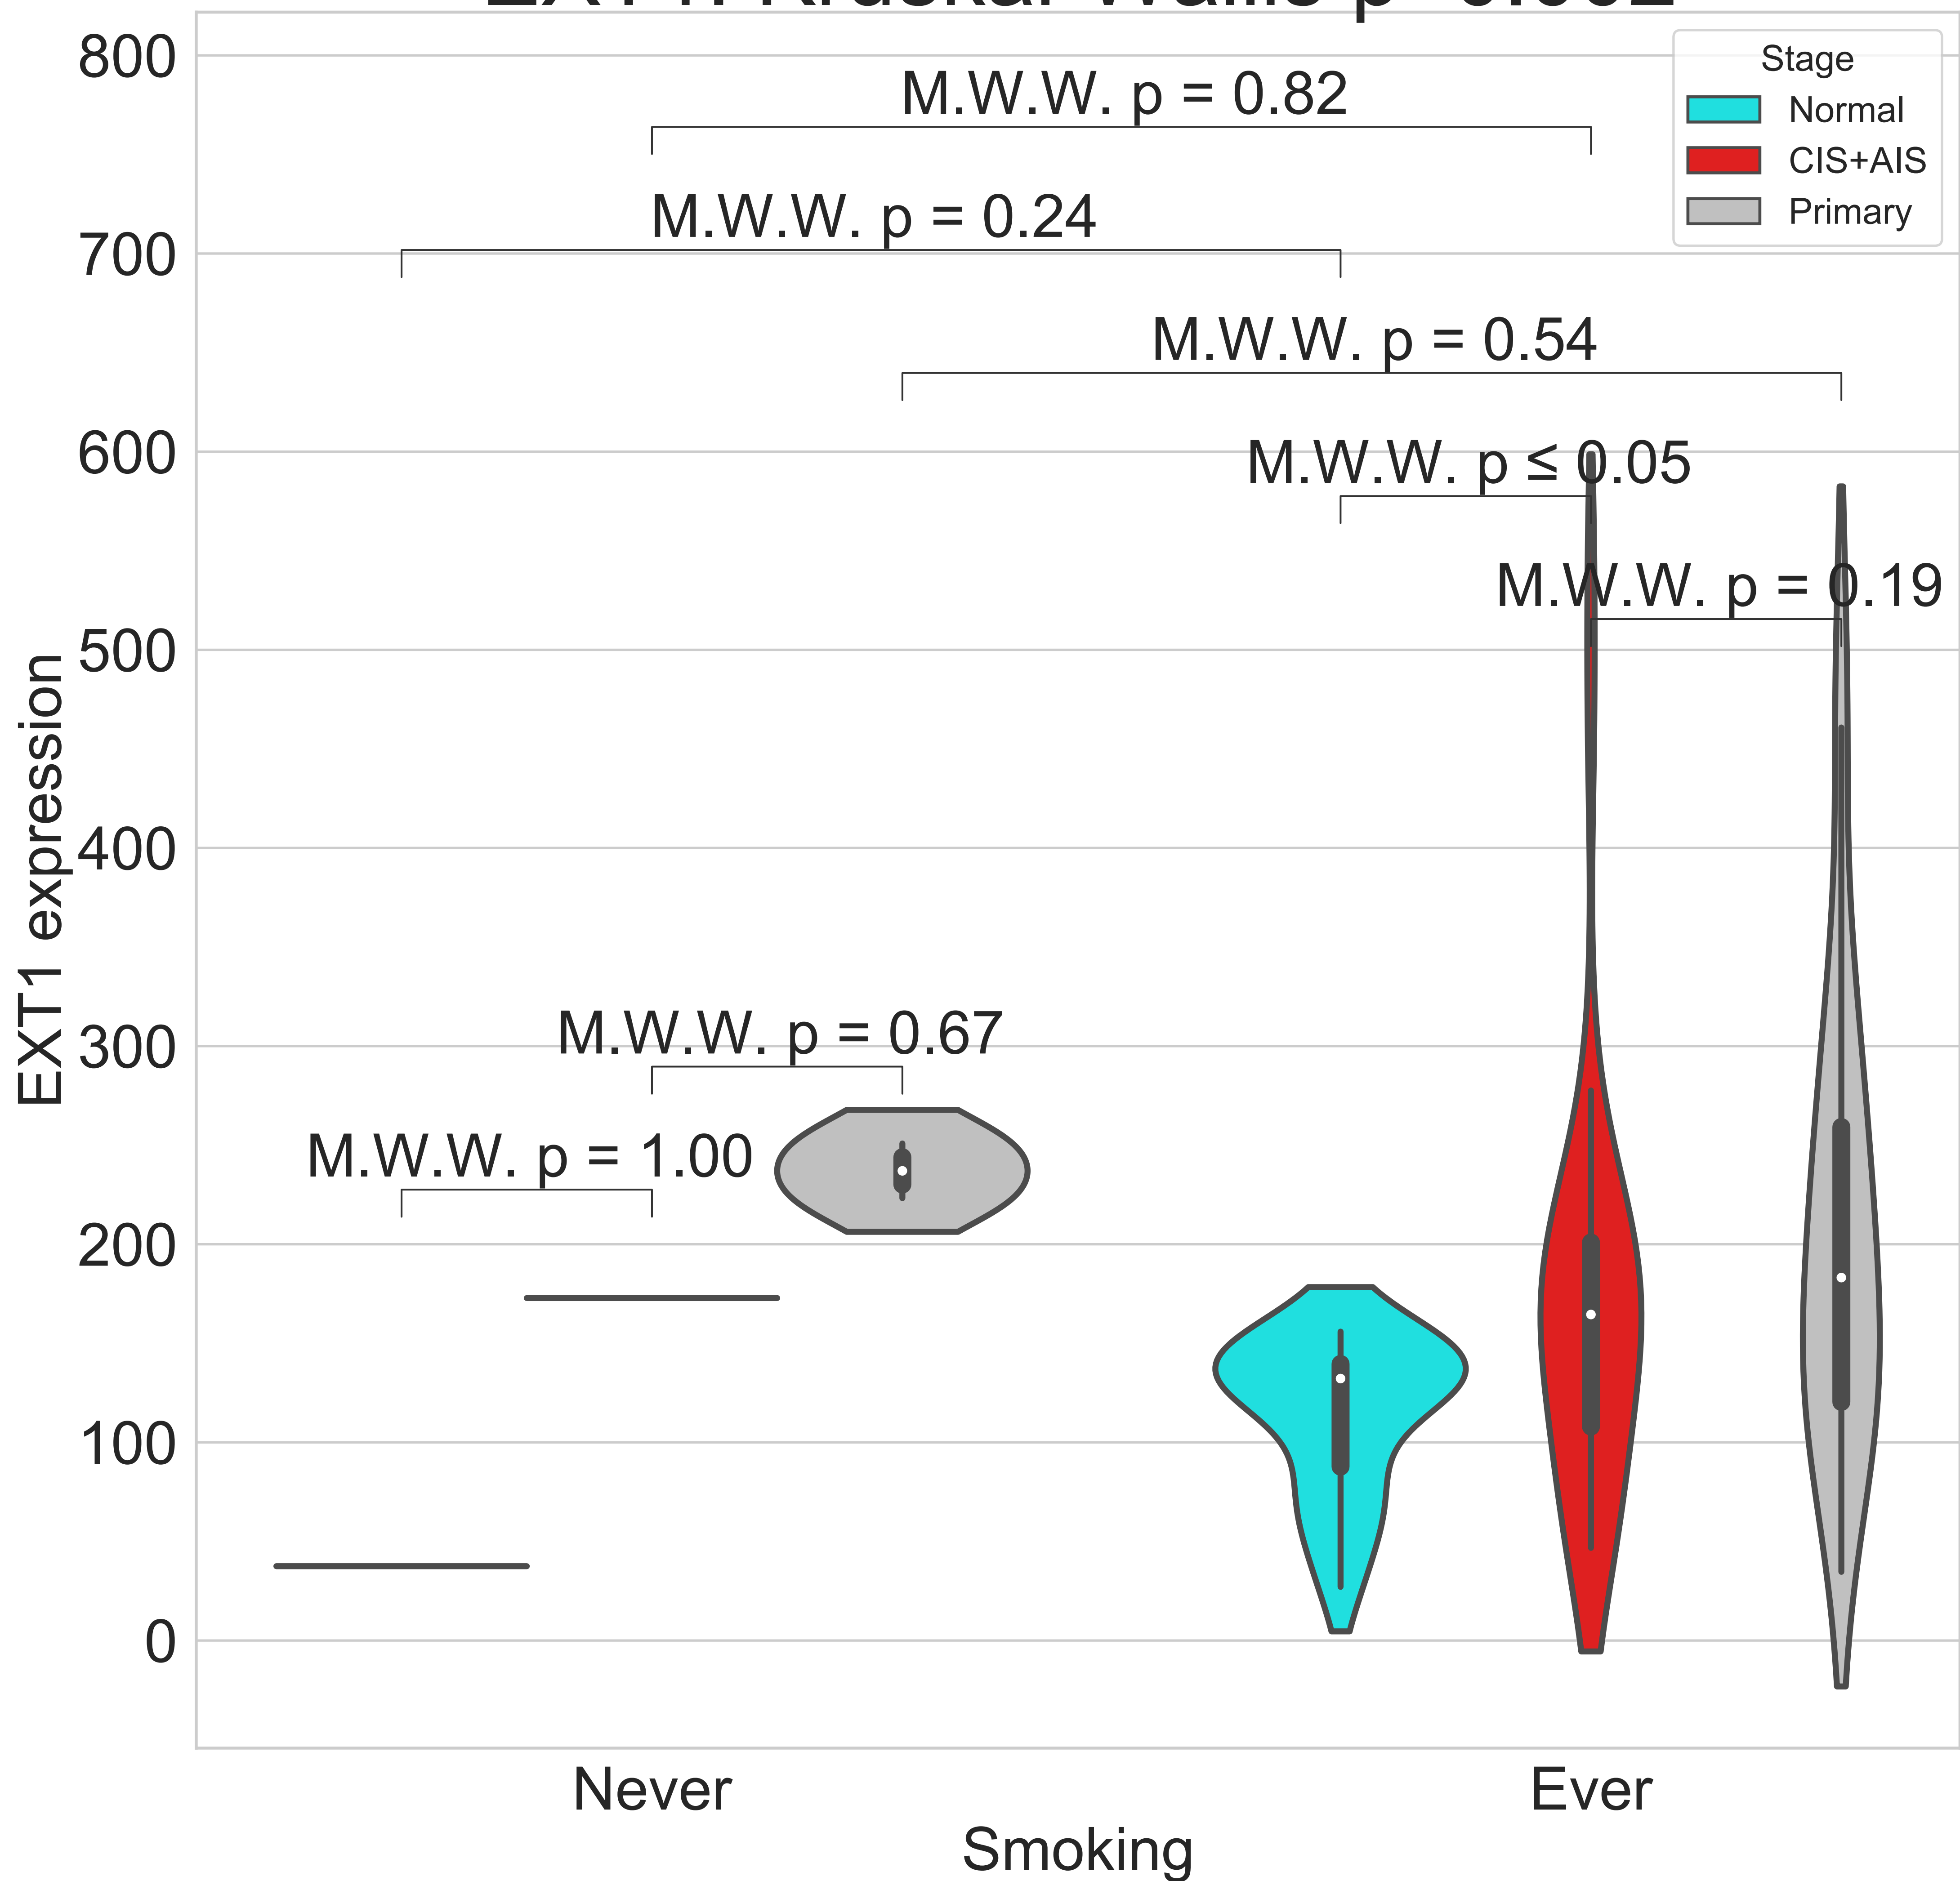 800
700
600
500
400
300
200
100
0
EXT1 expression
M.W.W. p = 0.82
M.W.W. p = 0.24
M.W.W. p = 0.54
M.W.W. p ≤ 0.05
M.W.W. p = 0.19
M.W.W. p = 0.67
M.W.W. p = 1.00
Stage
Normal
CIS+AIS
Primary
Never
Ever
Smoking